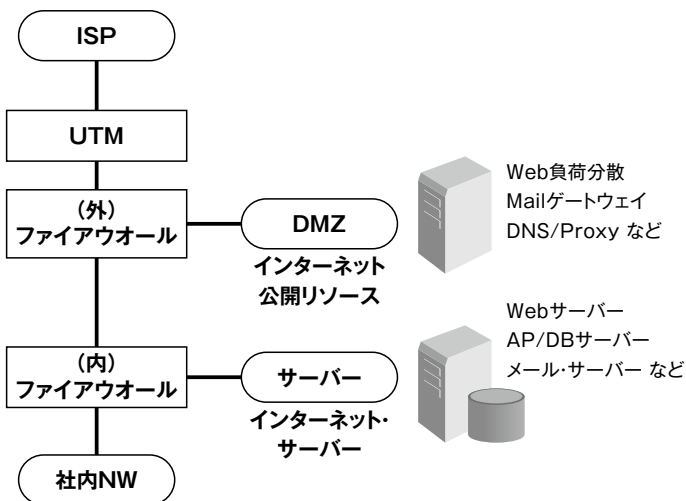 ISP
UTM
(外)
ファイアウオール
DMZ
インターネット
公開リソース
Web負荷分散
Mailゲートウェイ
DNS/Proxy など
(内)
ファイアウオール
サーバー
インターネット・
サーバー
Webサーバー
AP/DBサーバー
メール・サーバー など
社内NW